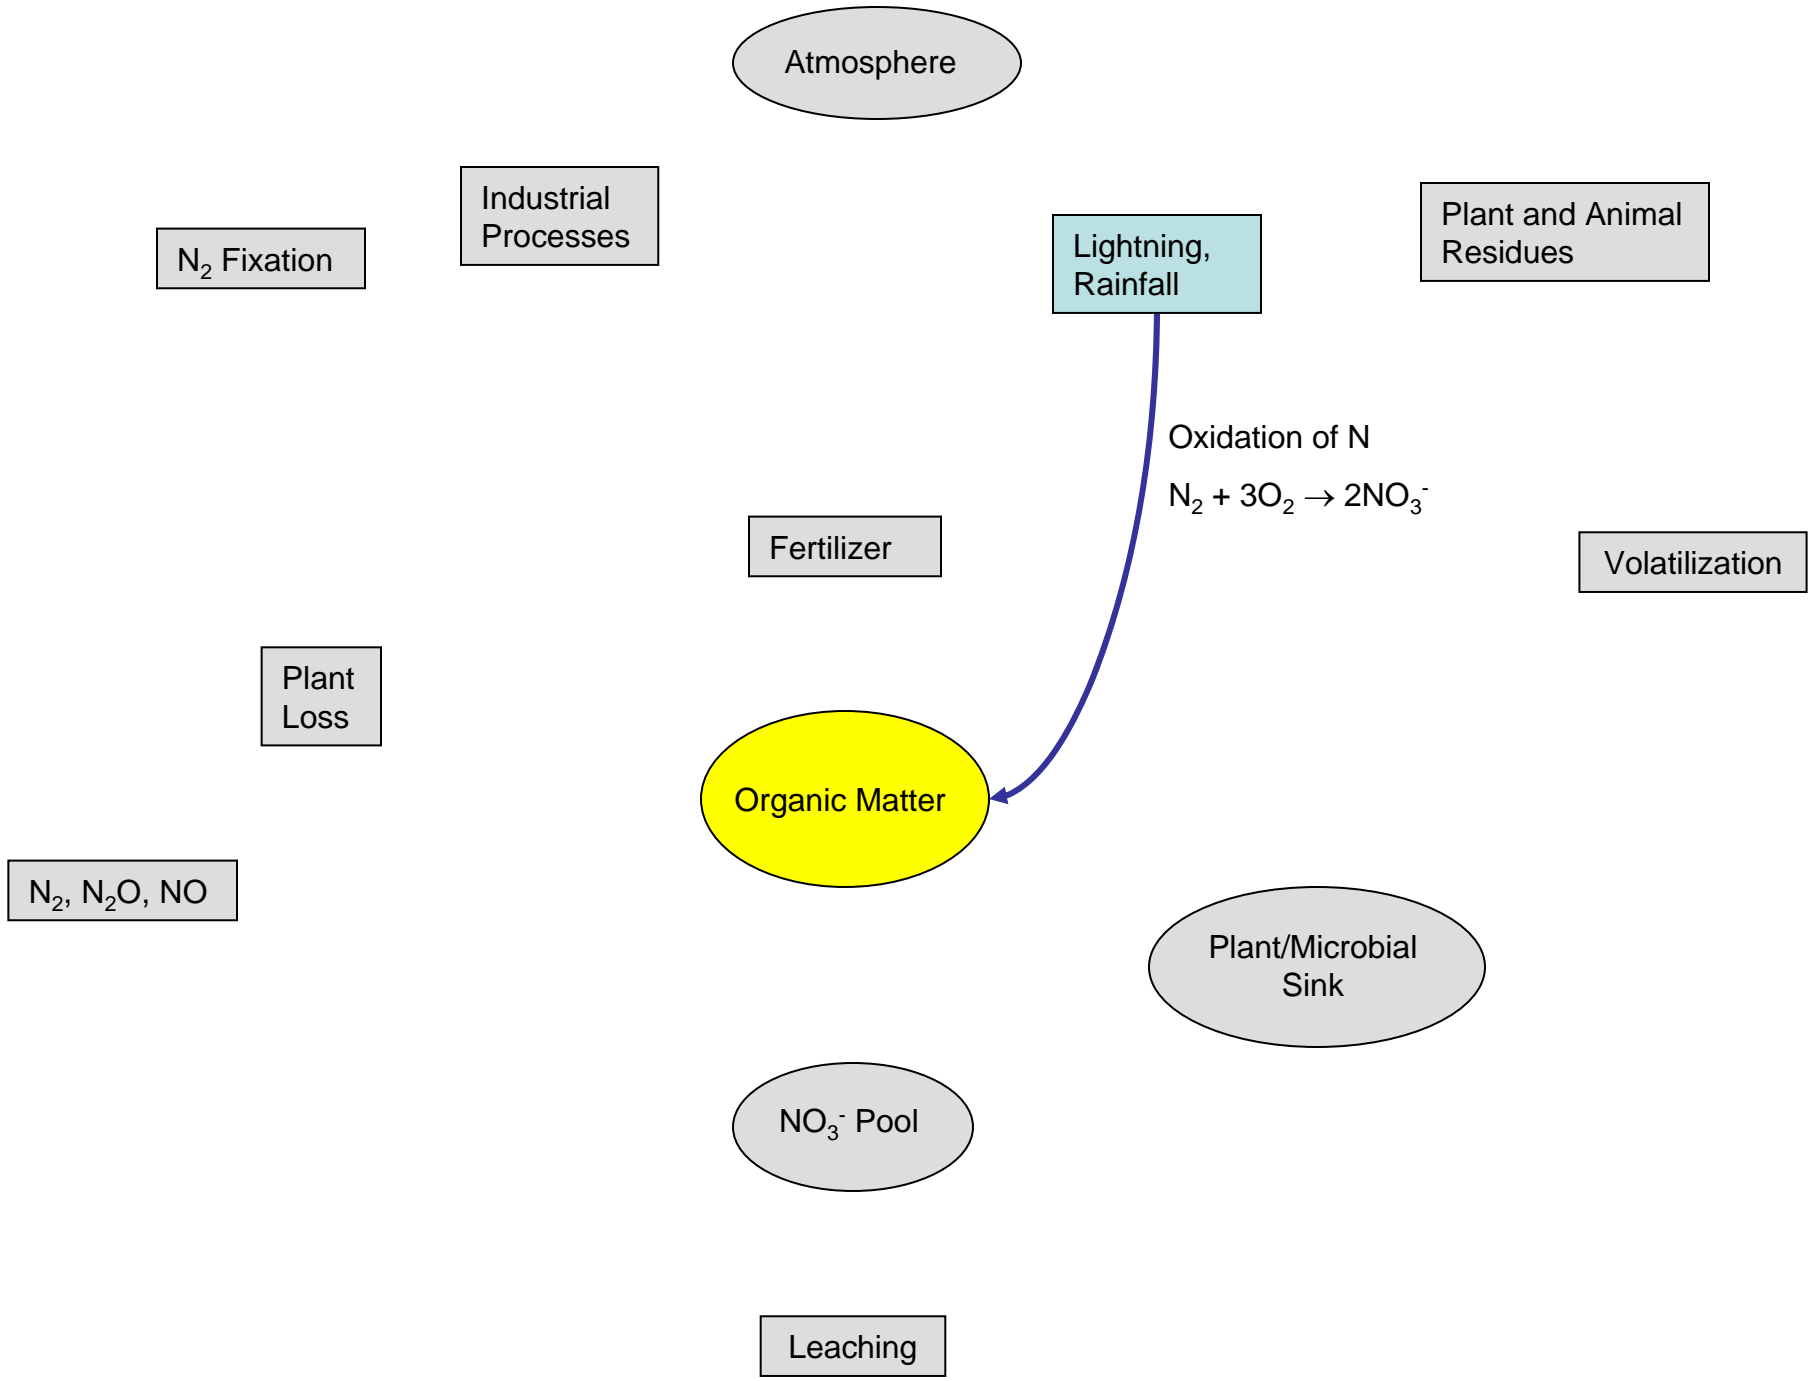 Atmosphere
Industrial
Processes
N₂ Fixation
Lightning,
Rainfall
Plant and Animal
Residues
Oxidation of N
N₂ + 3O₂ → 2NO₃⁻
Fertilizer
Volatilization
Plant
Loss
Organic Matter
N₂, N₂O, NO
Plant/Microbial
Sink
NO₃⁻ Pool
Leaching